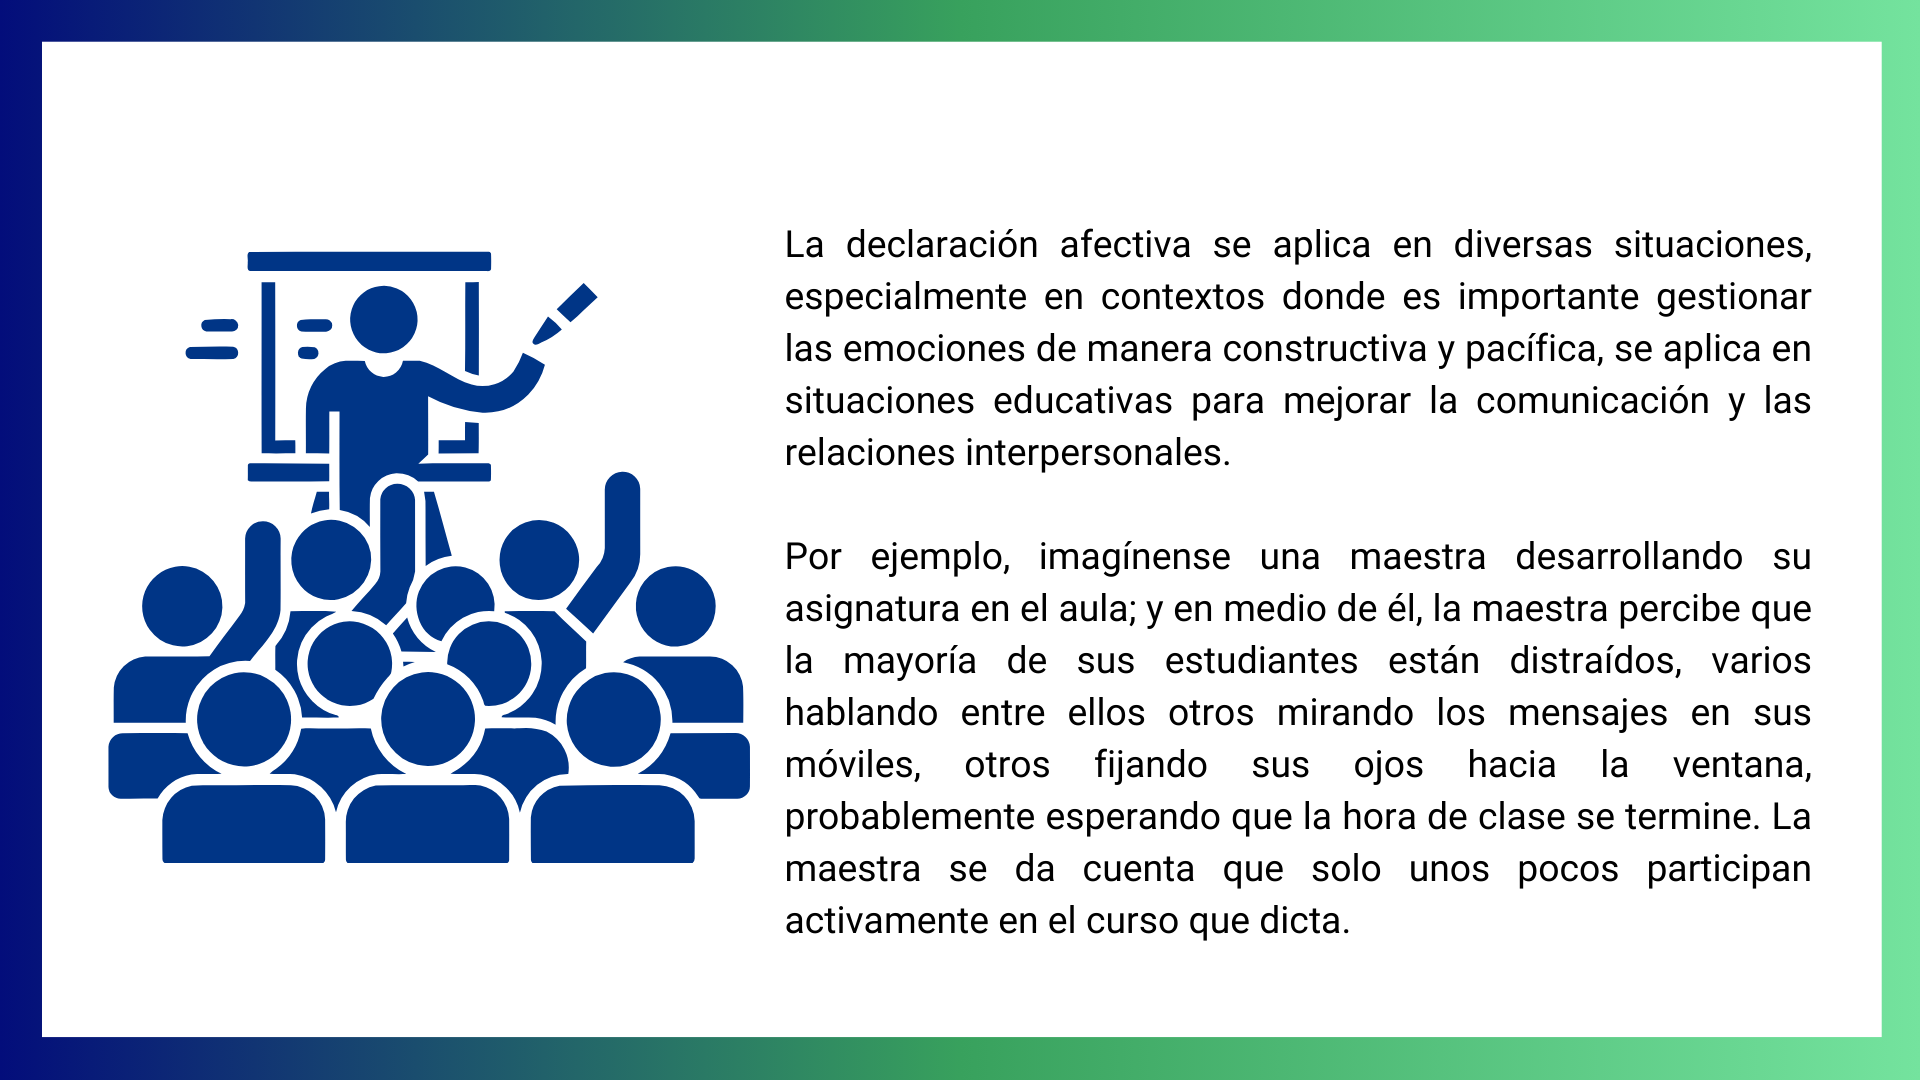 La declaración afectiva se aplica en diversas situaciones,
especialmente en contextos donde es importante gestionar
las emociones de manera constructiva y pacífica, se aplica en
situaciones educativas para mejorar la comunicación y las
relaciones interpersonales.
Por ejemplo, imagínense una maestra desarrollando su
asignatura en el aula; y en medio de él, la maestra percibe que
la mayoría de sus estudiantes están distraídos, varios
hablando entre ellos otros mirando los mensajes en sus
móviles, otros fijando sus ojos hacia la ventana,
probablemente esperando que la hora de clase se termine. La
maestra se da cuenta que solo unos pocos participan
activamente en el curso que dicta.